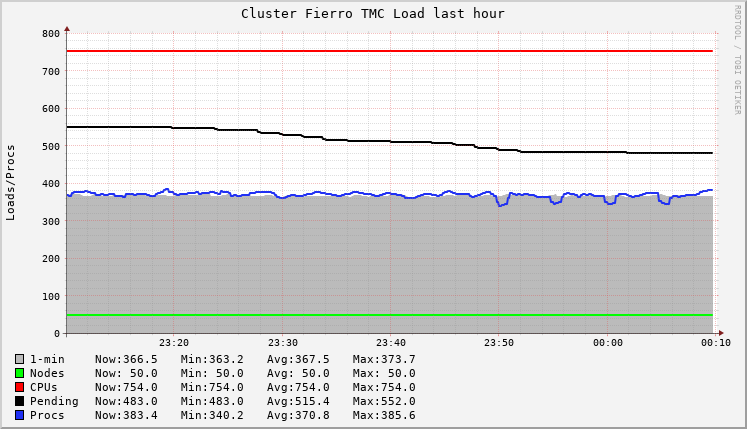 Cluster Fierro TMC Load last hour
RRDTOOL / TOBI OETIKER
Loads/Procs
800
700
600
500
400
300
200
100
0
23:20 23:30 23:40 23:50 00:00 00:10
1-min Now:366.5 Min:363.2 Avg:367.5 Max:373.7
Nodes Now: 50.0 Min: 50.0 Avg: 50.0 Max: 50.0
CPUs Now:754.0 Min:754.0 Avg:754.0 Max:754.0
Pending Now:483.0 Min:483.0 Avg:515.4 Max:552.0
Procs Now:383.4 Min:340.2 Avg:370.8 Max:385.6